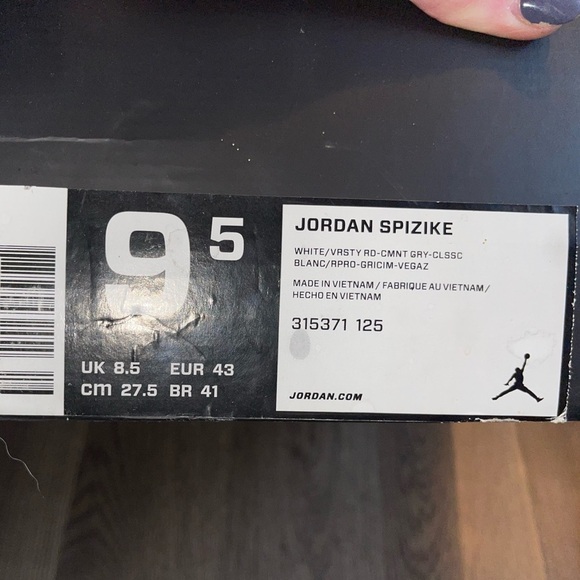 9 5
UK 8.5 EUR 43
cm 27.5 BR 41
JORDAN SPIZIKE
WHITE/VRSTY RD-CMNT GRY-CLSSC
BLANC/RPRO-GRICIM-VEGAZ
MADE IN VIETNAM / FABRIQUE AU VIETNAM /
HECHO EN VIETNAM
315371 125
JORDAN.COM